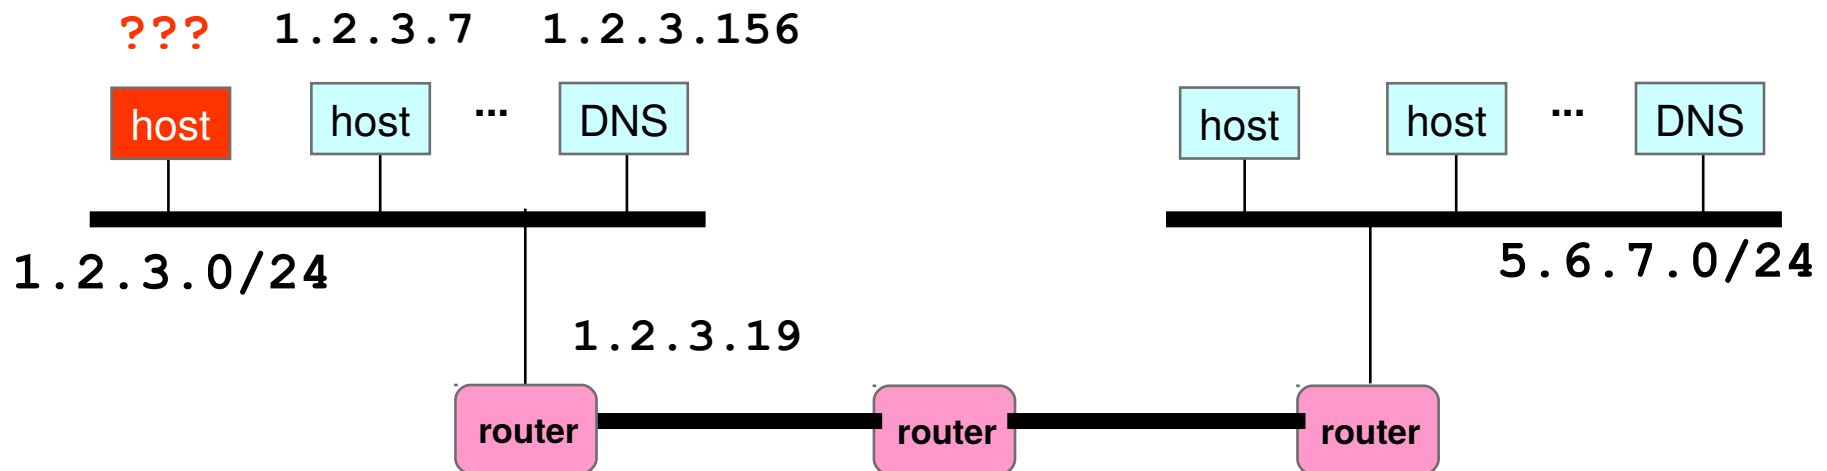 ??? 1.2.3.7 1.2.3.156
host host ... DNS host host ... DNS
1.2.3.0/24 5.6.7.0/24
1.2.3.19
router router router